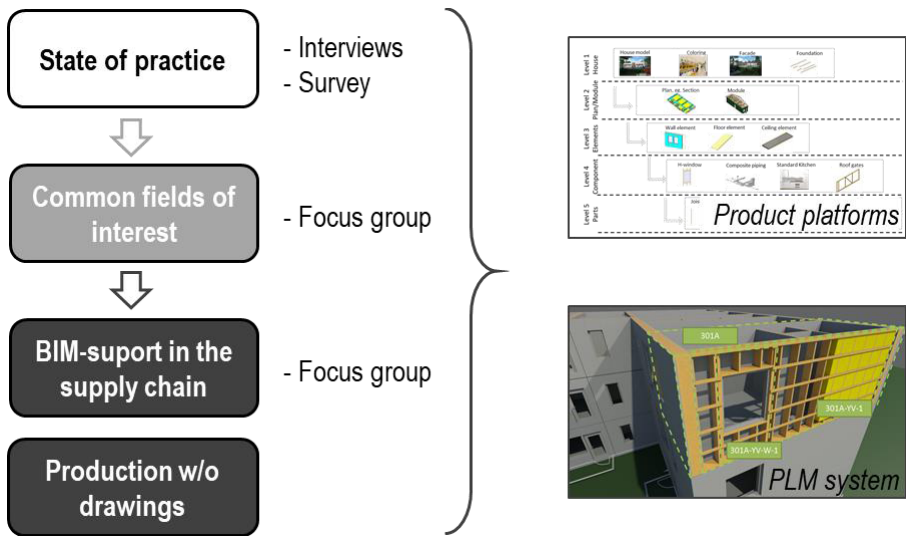 State of practice
- Interviews
- Survey
Common fields of
interest
- Focus group
BIM-suport in the
supply chain
- Focus group
Production w/o
drawings
Level 1
House
House model
Coloring
Facade
Foundation
Level 2
Plan/Module
Plan, ex. Section
Module
Level 3
Elements
Wall element
Floor element
Ceiling element
Level 4
Component
H-window
Composite piping
Standard Kitchen
Roof gates
Level 5
Parts
Joist
Product platforms
301A
301A-YV-1
301A-YV-W-1
PLM system